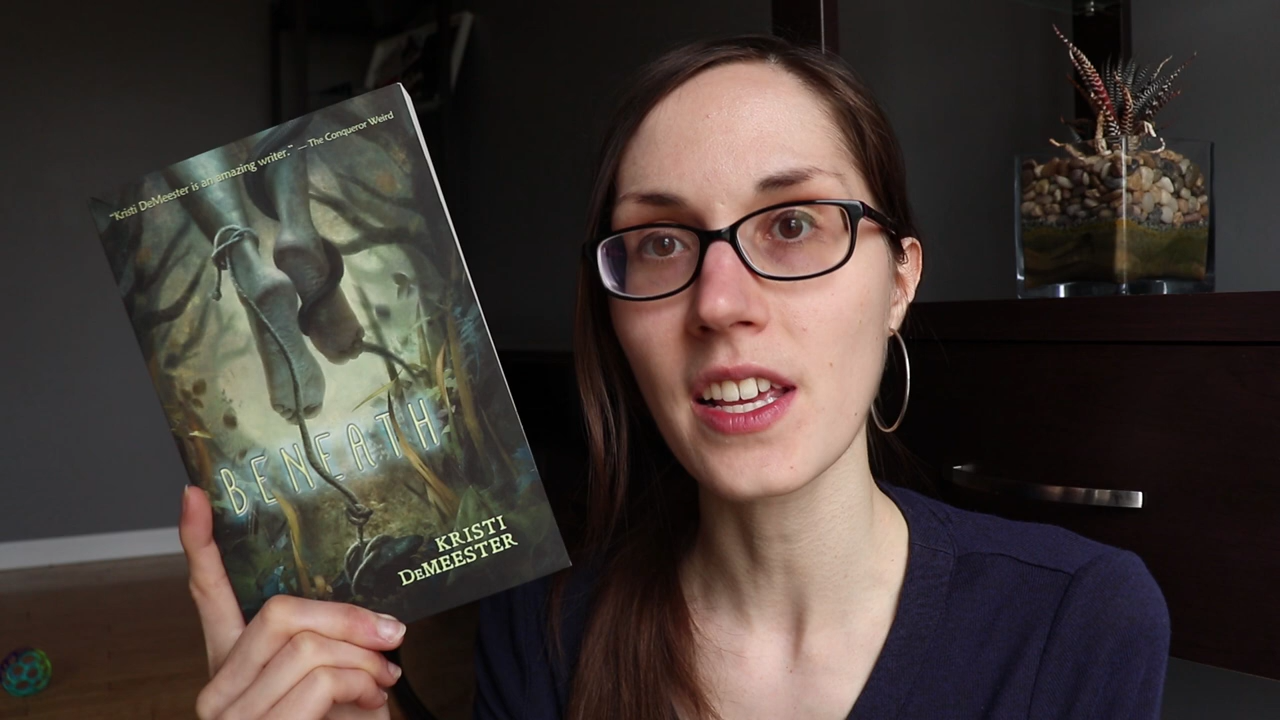 "Kristi DeMeester is an amazing writer." — The Conqueror Weird
BENEATH
KRISTI
DeMEESTER